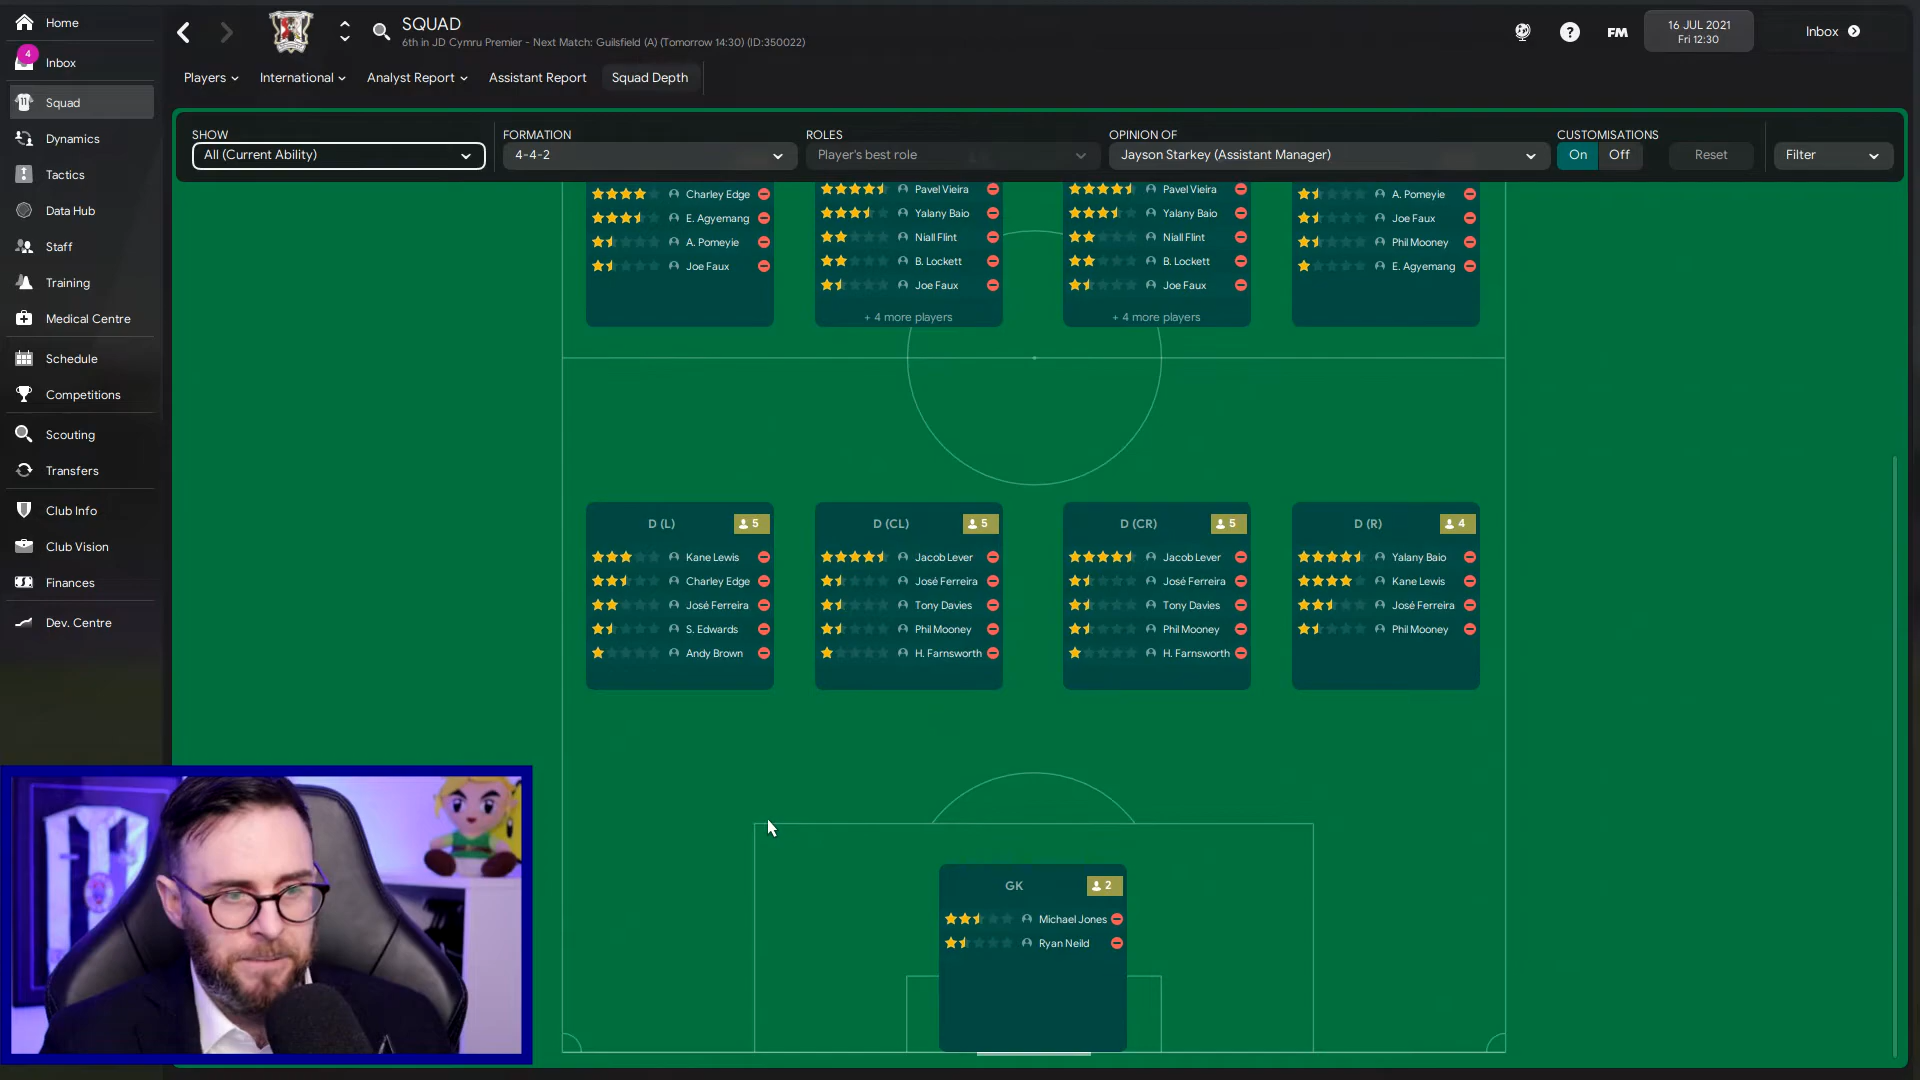 Home
4
Inbox
Squad
Dynamics
Tactics
Data Hub
Staff
Training
Medical Centre
Schedule
Competitions
Scouting
Transfers
Club Info
Club Vision
Finances
Dev. Centre
SQUAD
6th in JD Cymru Premier - Next Match: Guilsfield (A) (Tomorrow 14:30) (ID:350022)
FM
16 JUL 2021
Fri 12:30
Inbox
Players
International
Analyst Report
Assistant Report
Squad Depth
SHOW
All (Current Ability)
FORMATION
4-4-2
ROLES
Player's best role
OPINION OF
Jayson Starkey (Assistant Manager)
CUSTOMISATIONS
On
Off
Reset
Filter
Charley Edge
E. Agyemang
A. Pomeyie
Joe Faux
Pavel Vieira
Yalany Baio
Niall Flint
B. Lockett
Joe Faux
+ 4 more players
Pavel Vieira
Yalany Baio
Niall Flint
B. Lockett
Joe Faux
+ 4 more players
A. Pomeyie
Joe Faux
Phil Mooney
E. Agyemang
D (L)
5
Kane Lewis
Charley Edge
José Ferreira
S. Edwards
Andy Brown
D (CL)
5
Jacob Lever
José Ferreira
Tony Davies
Phil Mooney
H. Farnsworth
D (CR)
5
Jacob Lever
José Ferreira
Tony Davies
Phil Mooney
H. Farnsworth
D (R)
4
Yalany Baio
Kane Lewis
José Ferreira
Phil Mooney
GK
2
Michael Jones
Ryan Neild